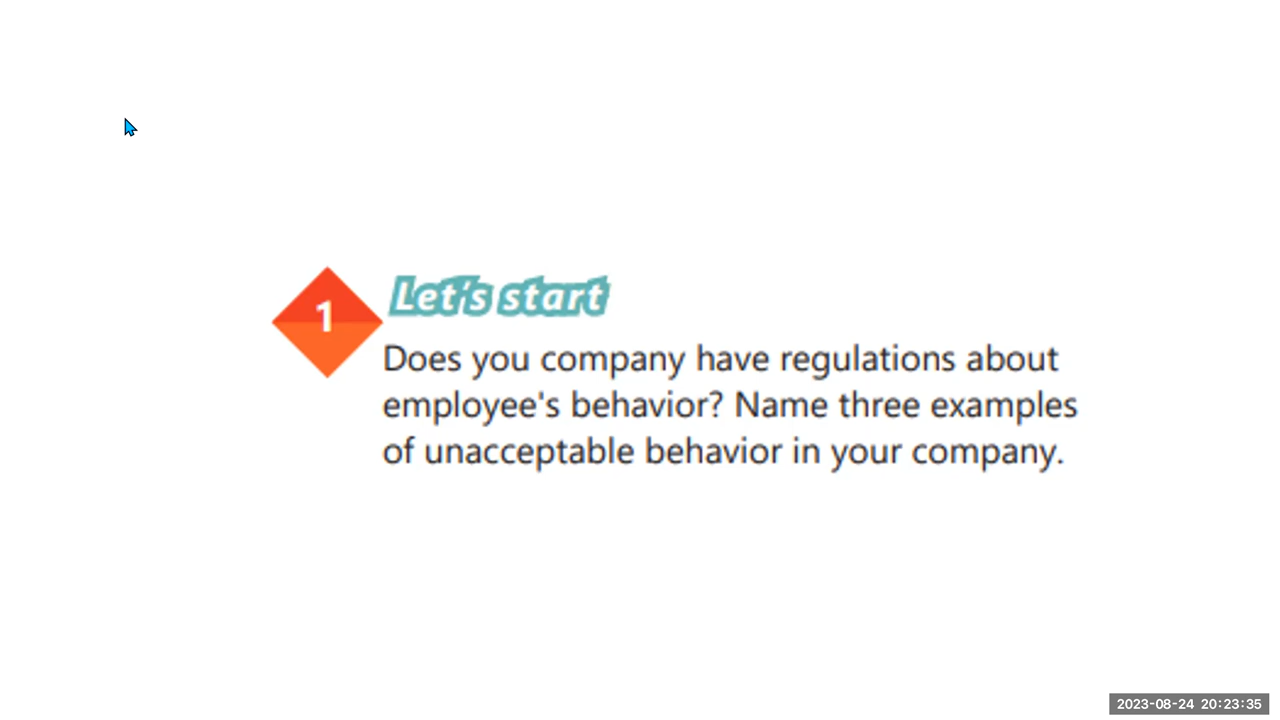 1
Let's start
Does you company have regulations about
employee's behavior? Name three examples
of unacceptable behavior in your company.
2023-08-24 20:23:35